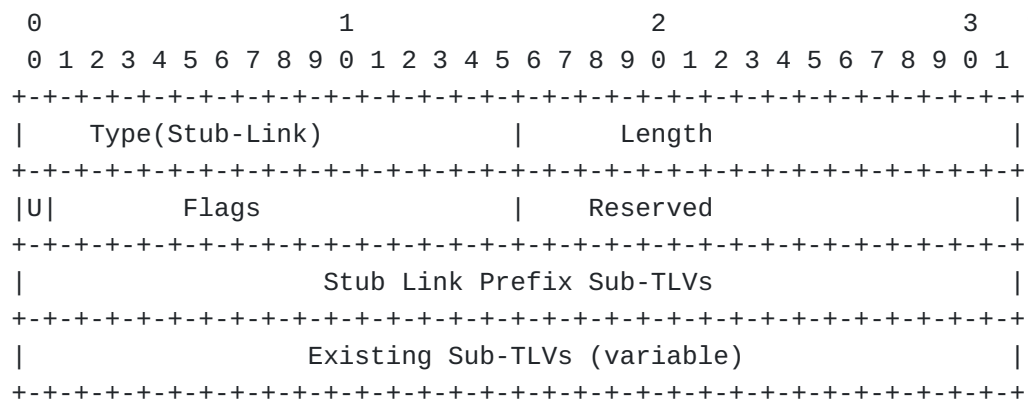 0                   1                   2                   3
 0 1 2 3 4 5 6 7 8 9 0 1 2 3 4 5 6 7 8 9 0 1 2 3 4 5 6 7 8 9 0 1
+-+-+-+-+-+-+-+-+-+-+-+-+-+-+-+-+-+-+-+-+-+-+-+-+-+-+-+-+-+-+-+-+
|    Type(Stub-Link)            |      Length                   |
+-+-+-+-+-+-+-+-+-+-+-+-+-+-+-+-+-+-+-+-+-+-+-+-+-+-+-+-+-+-+-+-+
|U|        Flags                |    Reserved                   |
+-+-+-+-+-+-+-+-+-+-+-+-+-+-+-+-+-+-+-+-+-+-+-+-+-+-+-+-+-+-+-+-+
|                   Stub Link Prefix Sub-TLVs                   |
+-+-+-+-+-+-+-+-+-+-+-+-+-+-+-+-+-+-+-+-+-+-+-+-+-+-+-+-+-+-+-+-+
|                  Existing Sub-TLVs (variable)                 |
+-+-+-+-+-+-+-+-+-+-+-+-+-+-+-+-+-+-+-+-+-+-+-+-+-+-+-+-+-+-+-+-+